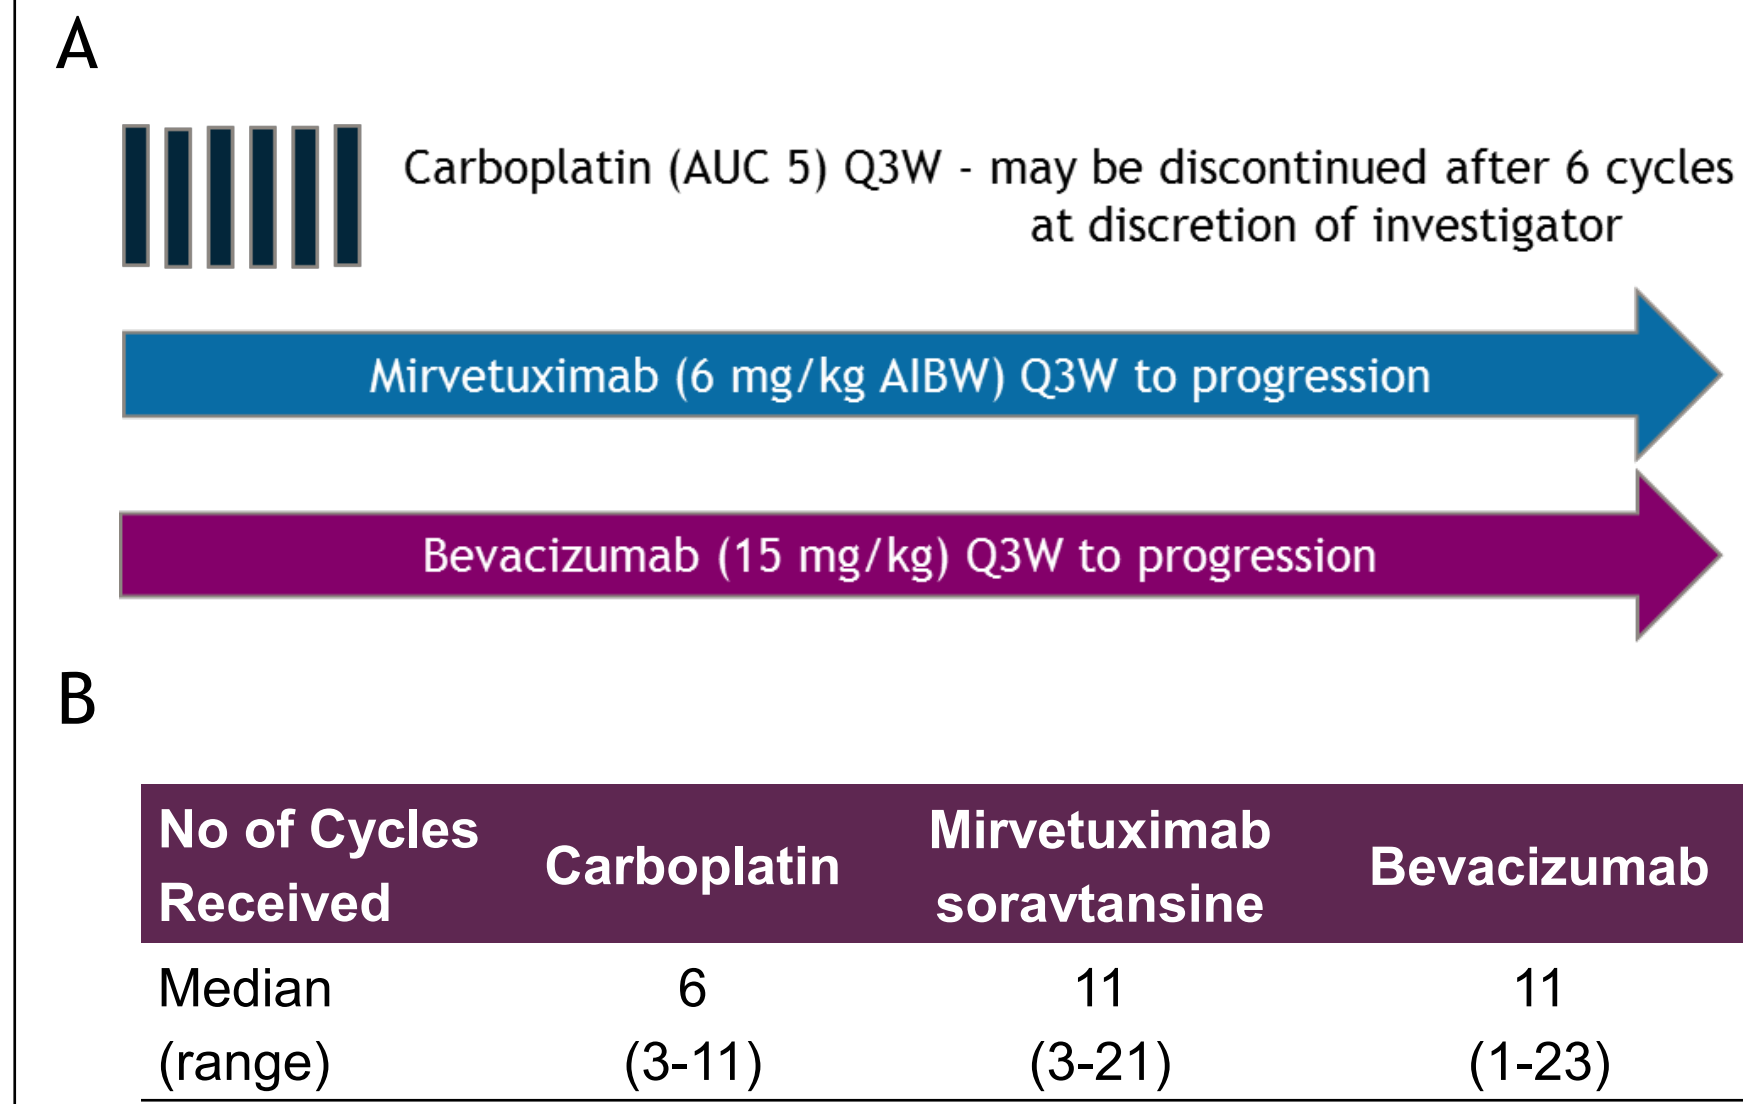 A
Carboplatin (AUC 5) Q3W - may be discontinued after 6 cycles
at discretion of investigator
Mirvetuximab (6 mg/kg AIBW) Q3W to progression
Bevacizumab (15 mg/kg) Q3W to progression
B
No of Cycles Received Carboplatin Mirvetuximab soravtansine Bevacizumab
Median 6 11 11
(range) (3-11) (3-21) (1-23)